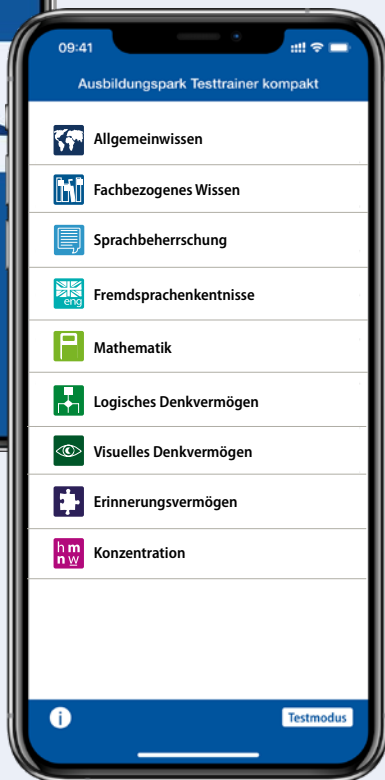 09:41
Ausbildungspark Testtrainer kompakt
Allgemeinwissen
Fachbezogenes Wissen
Sprachbeherrschung
eng
Fremdsprachenkentnisse
Mathematik
Logisches Denkvermögen
Visuelles Denkvermögen
Erinnerungsvermögen
h m
n w
Konzentration
i
Testmodus